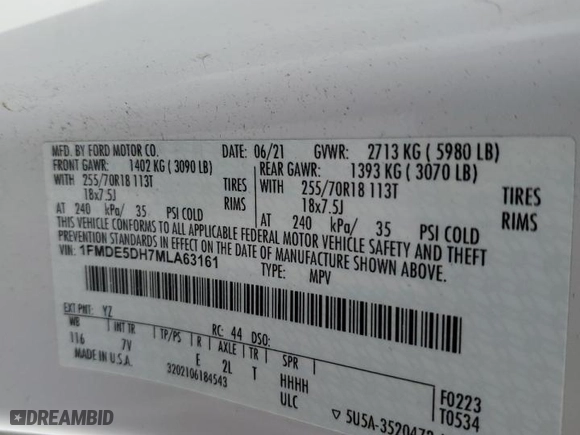 MFD. BY FORD MOTOR CO. DATE: 06/21 GVWR: 2713 KG ( 5980 LB)
FRONT GAWR: 1402 KG ( 3090 LB) REAR GAWR: 1393 KG ( 3070 LB)
WITH 255/70R18 113T TIRES WITH 255/70R18 113T TIRES
18x7.5J RIMS 18x7.5J RIMS
AT 240 kPa/ 35 PSI COLD AT 240 kPa/ 35 PSI COLD
THIS VEHICLE CONFORMS TO ALL APPLICABLE FEDERAL MOTOR VEHICLE SAFETY AND THEFT
PREVENTION STANDARDS IN EFFECT ON THE DATE OF MANUFACTURE SHOWN ABOVE.
VIN: 1FMDE5DH7MLA63161 TYPE: MPV
EXT PNT: YZ RC: 44 DSO:
WB INT TR TP/PS R AXLE TR SPR
116 7V E 2L T HHHH F0223
MADE IN U.S.A. 3202106184543 ULC T0534
5U5A-3520472
DREAMBID